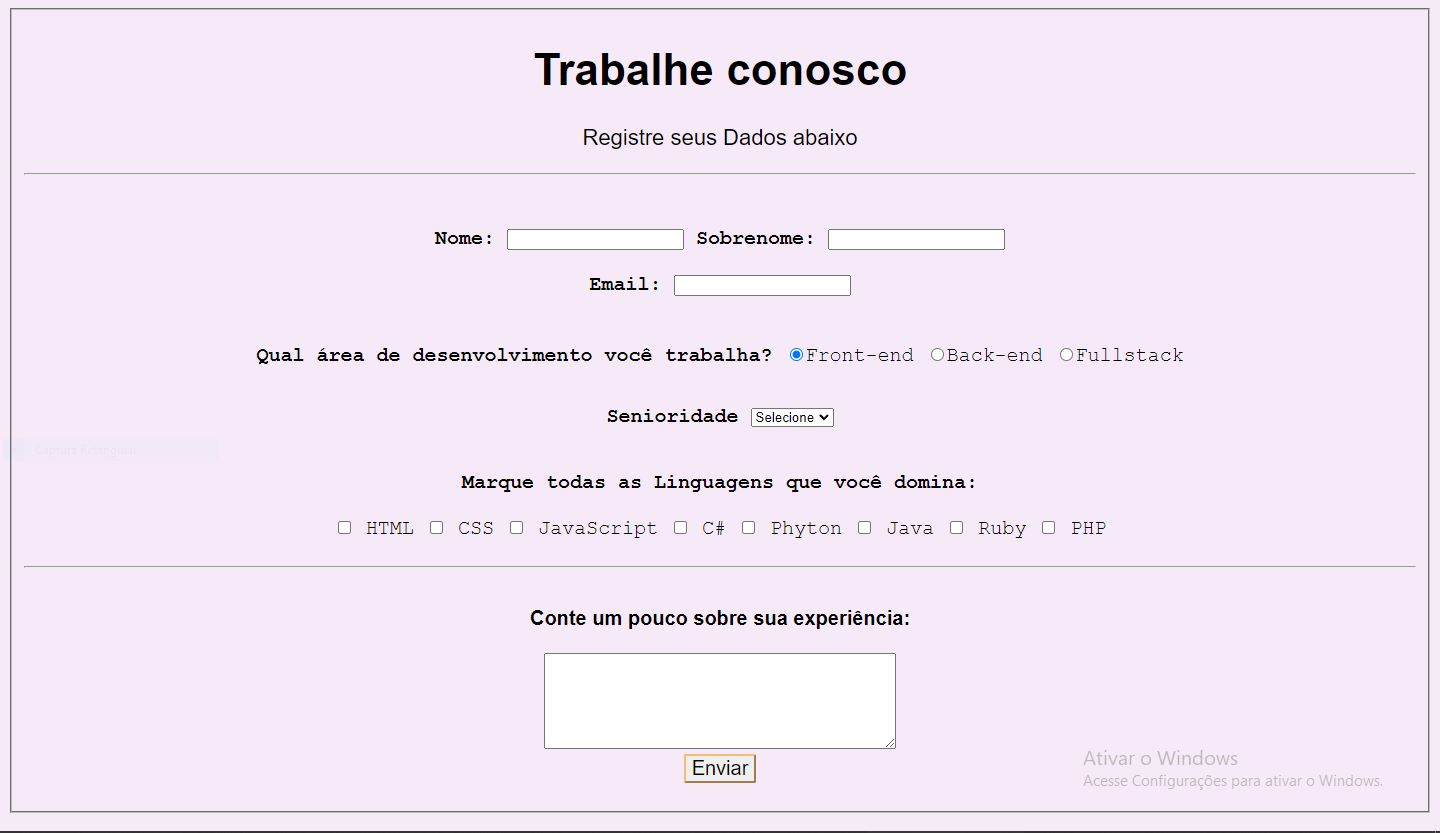 Trabalhe conosco
Registre seus Dados abaixo
Nome: Sobrenome:
Email:
Qual área de desenvolvimento você trabalha? Front-end Back-end Fullstack
Senioridade Selecione
Captura Retangular
Marque todas as Linguagens que você domina:
HTML CSS JavaScript C# Phyton Java Ruby PHP
Conte um pouco sobre sua experiência:
Enviar
Ativar o Windows
Acesse Configurações para ativar o Windows.